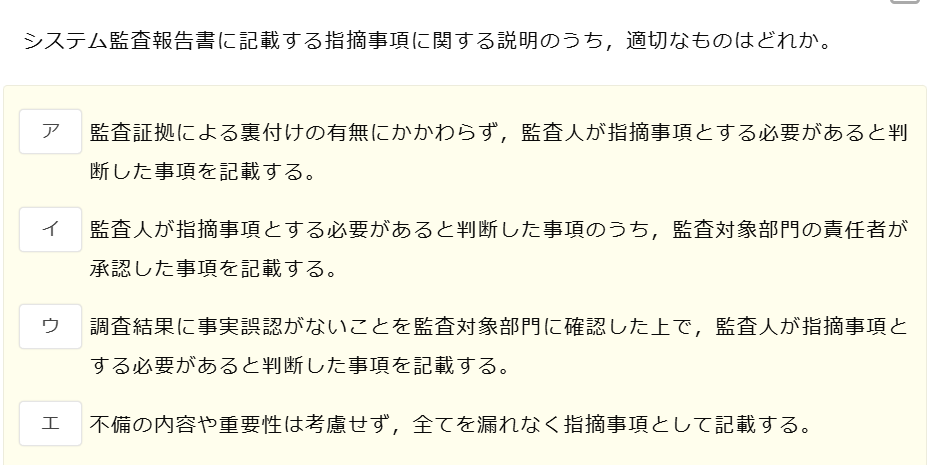 システム監査報告書に記載する指摘事項に関する説明のうち，適切なものはどれか。
ア 監査証拠による裏付けの有無にかかわらず，監査人が指摘事項とする必要があると判
断した事項を記載する。
イ 監査人が指摘事項とする必要があると判断した事項のうち，監査対象部門の責任者が
承認した事項を記載する。
ウ 調査結果に事実誤認がないことを監査対象部門に確認した上で，監査人が指摘事項と
する必要があると判断した事項を記載する。
エ 不備の内容や重要性は考慮せず，全てを漏れなく指摘事項として記載する。